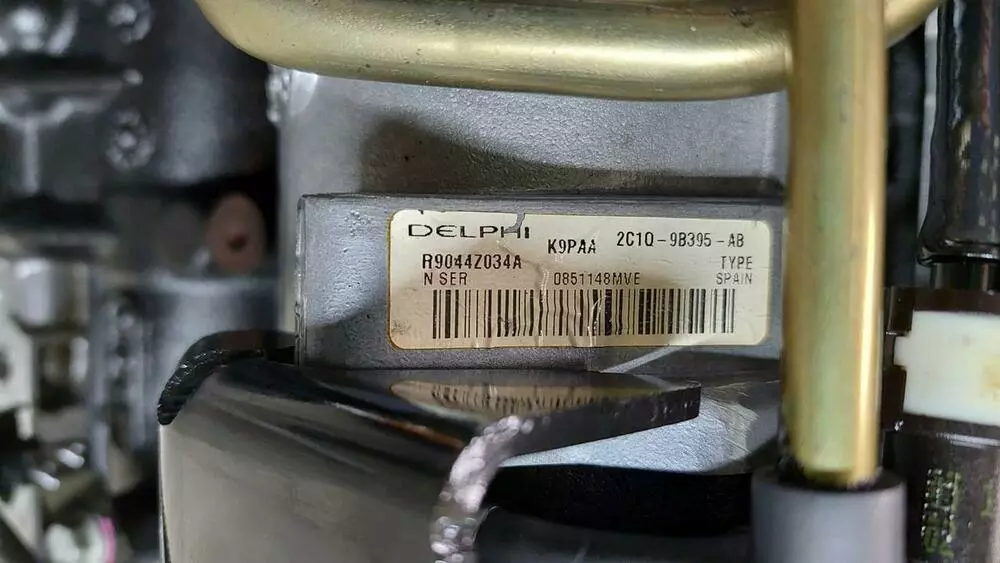 DELPHI
K9PAA 2C1Q-9B395-AB
R9044Z034A TYPE
N SER 0851148MVE SPAIN